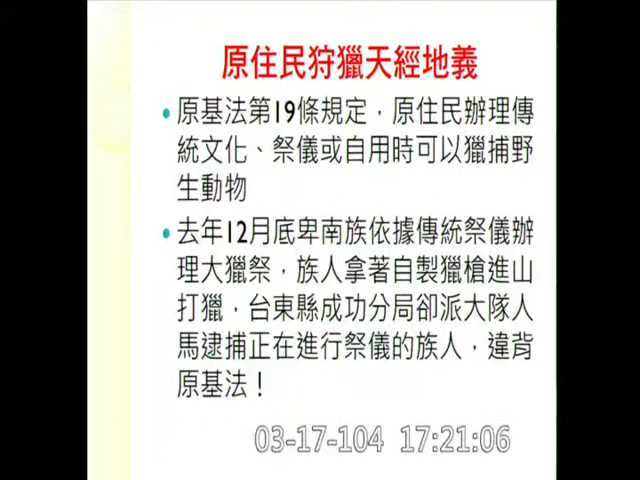 原住民狩獵天經地義
• 原基法第19條規定，原住民辦理傳
統文化、祭儀或自用時可以獵捕野
生動物
• 去年12月底卑南族依據傳統祭儀辦
理大獵祭，族人拿著自製獵槍進山
打獵，台東縣成功分局卻派大隊人
馬逮捕正在進行祭儀的族人，違背
原基法！
03-17-104 17:21:06